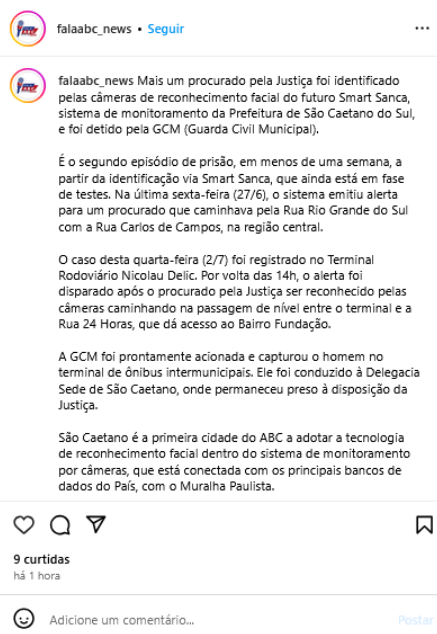 falaabc_news • Seguir
falaabc_news Mais um procurado pela Justiça foi identificado
pelas câmeras de reconhecimento facial do futuro Smart Sanca,
sistema de monitoramento da Prefeitura de São Caetano do Sul,
e foi detido pela GCM (Guarda Civil Municipal).
É o segundo episódio de prisão, em menos de uma semana, a
partir da identificação via Smart Sanca, que ainda está em fase
de testes. Na última sexta-feira (27/6), o sistema emitiu alerta
para um procurado que caminhava pela Rua Rio Grande do Sul
com a Rua Carlos de Campos, na região central.
O caso desta quarta-feira (2/7) foi registrado no Terminal
Rodoviário Nicolau Delic. Por volta das 14h, o alerta foi
disparado após o procurado pela Justiça ser reconhecido pelas
câmeras caminhando na passagem de nível entre o terminal e a
Rua 24 Horas, que dá acesso ao Bairro Fundação.
A GCM foi prontamente acionada e capturou o homem no
terminal de ônibus intermunicipais. Ele foi conduzido à Delegacia
Sede de São Caetano, onde permaneceu preso à disposição da
Justiça.
São Caetano é a primeira cidade do ABC a adotar a tecnologia
de reconhecimento facial dentro do sistema de monitoramento
por câmeras, que está conectada com os principais bancos de
dados do País, com o Muralha Paulista.
9 curtidas
há 1 hora
Adicione um comentário...
Postar